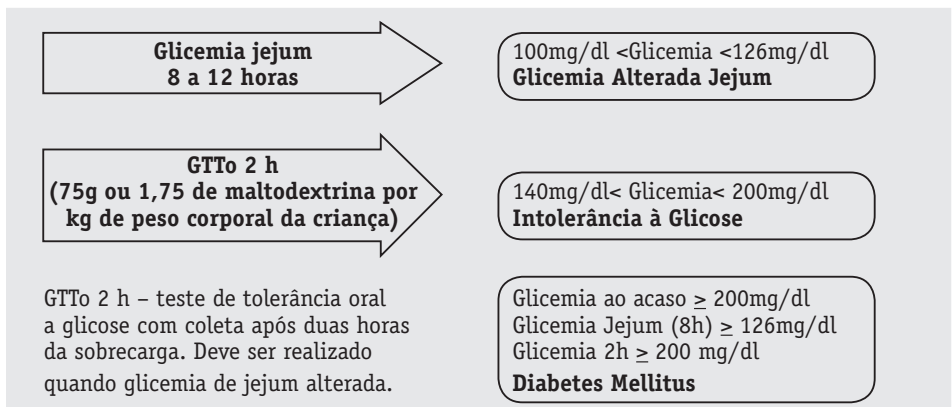 Glicemia jejum
8 a 12 horas
100mg/dl <Glicemia <126mg/dl
Glicemia Alterada Jejum
GTTo 2 h
(75g ou 1,75 de maltodextrina por
kg de peso corporal da criança)
140mg/dl< Glicemia< 200mg/dl
Intolerância à Glicose
GTTo 2 h – teste de tolerância oral
a glicose com coleta após duas horas
da sobrecarga. Deve ser realizado
quando glicemia de jejum alterada.
Glicemia ao acaso ≥ 200mg/dl
Glicemia Jejum (8h) ≥ 126mg/dl
Glicemia 2h ≥ 200 mg/dl
Diabetes Mellitus